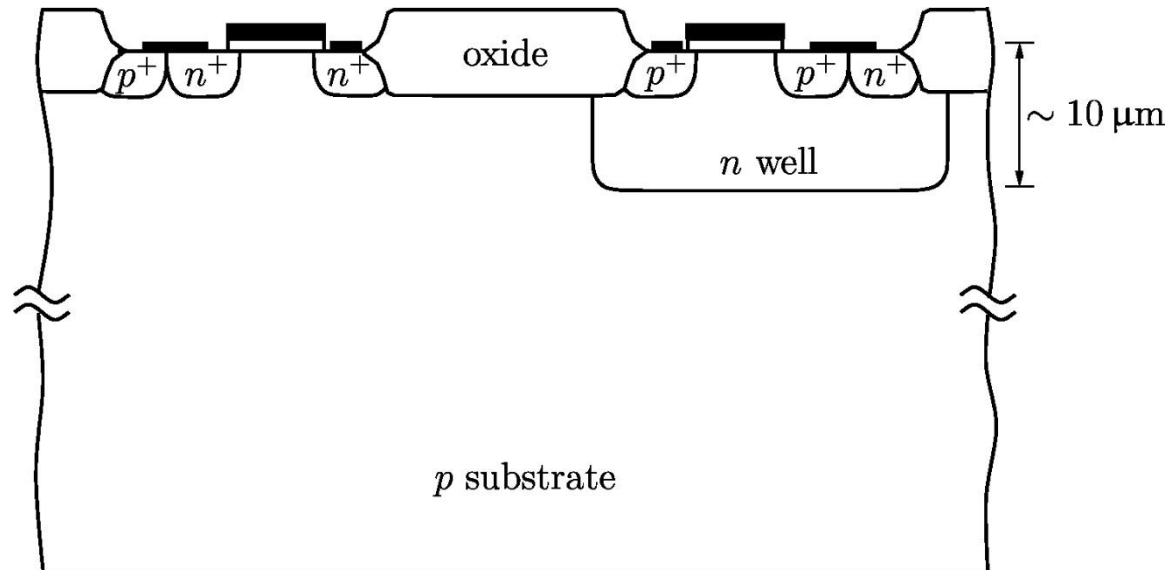 oxide
p⁺ n⁺ n⁺ p⁺ p⁺ n⁺
~ 10 μm
n well
p substrate